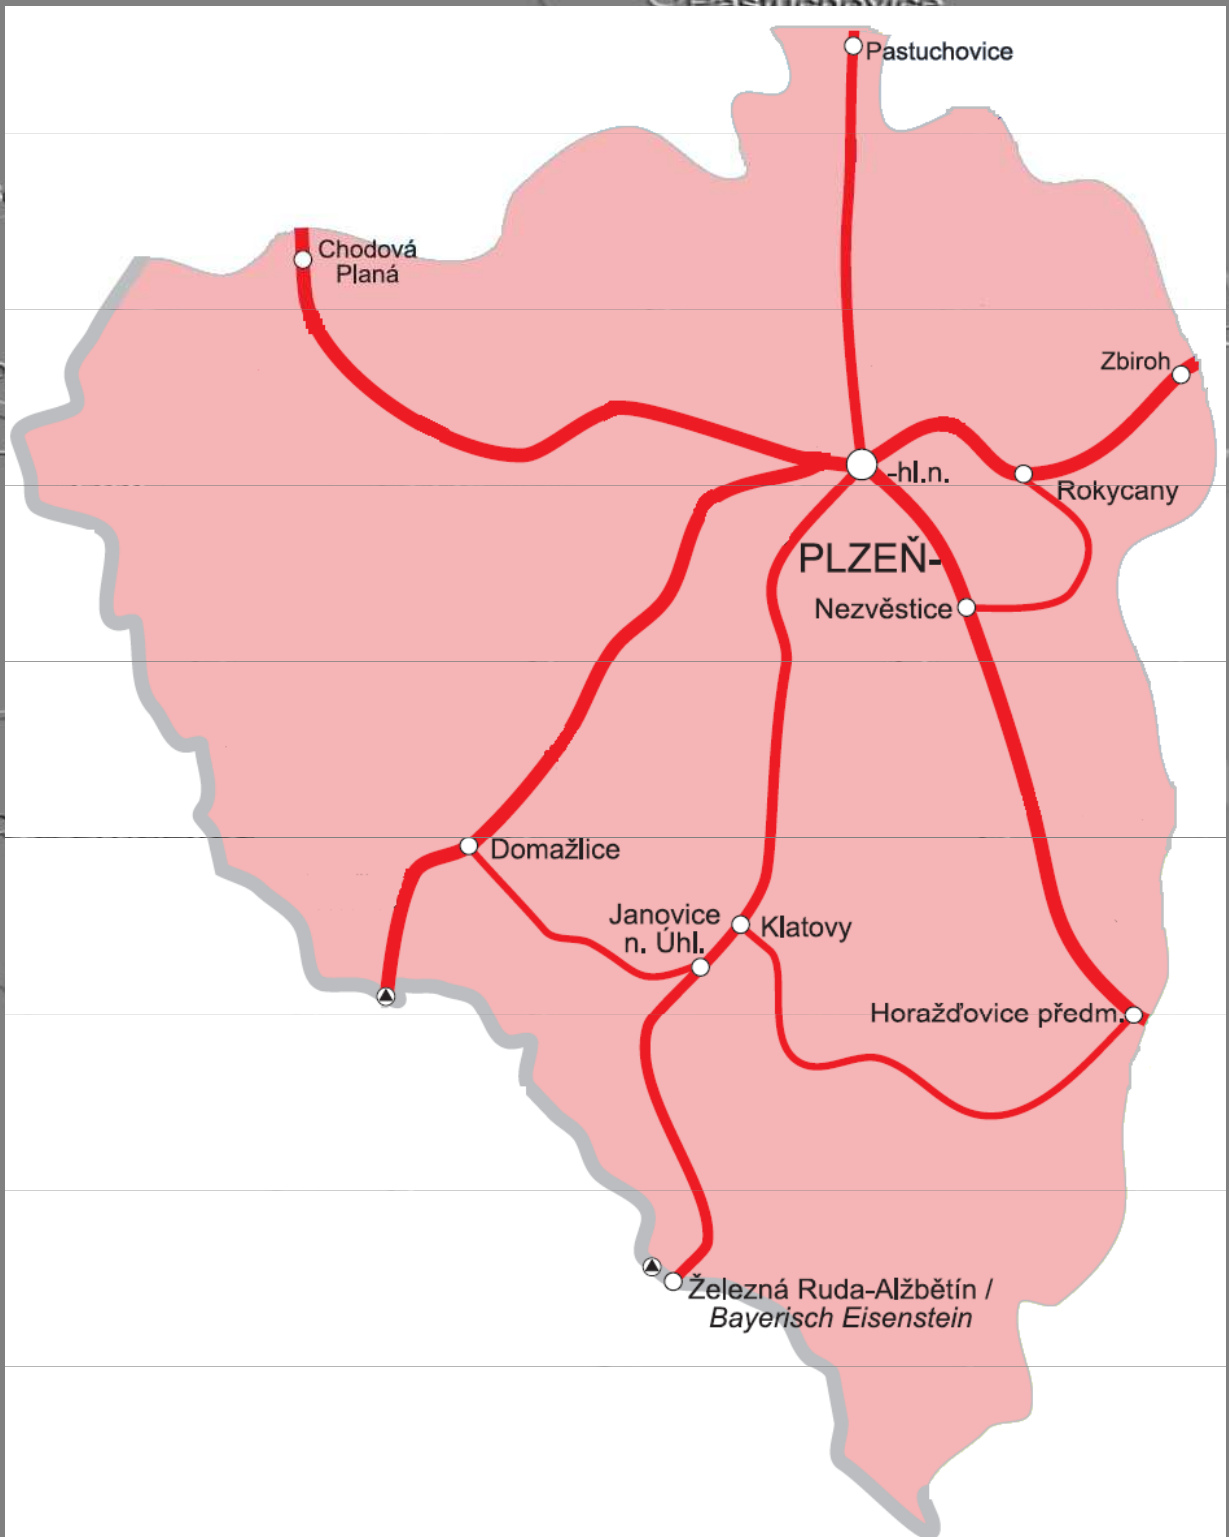 Pastuchovice
Pastuchovice
Chodová
Planá
Zbiroh
-hl.n.
Rokycany
PLZEŇ-
Nezvěstice
Domažlice
Janovice
n. Úhl.
Klatovy
Horažďovice předm.
Železná Ruda-Alžbětín /
Bayerisch Eisenstein